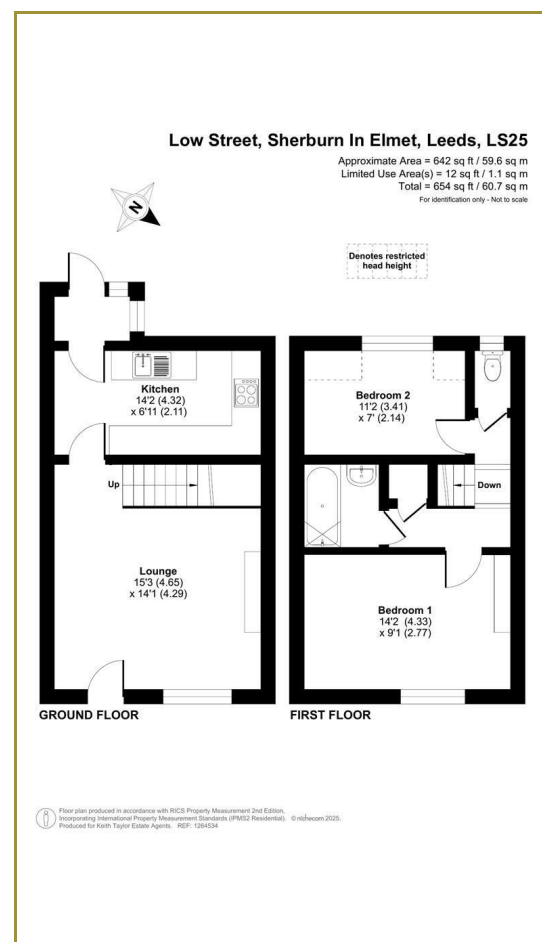 Low Street, Sherburn In Elmet, Leeds, LS25
Approximate Area = 642 sq ft / 59.6 sq m
Limited Use Area(s) = 12 sq ft / 1.1 sq m
Total = 654 sq ft / 60.7 sq m
For identification only - Not to scale
N
Denotes restricted
head height
Kitchen
14'2 (4.32)
x 6'11 (2.11)
Up
Lounge
15'3 (4.65)
x 14'1 (4.29)
GROUND FLOOR
Bedroom 2
11'2 (3.41)
x 7' (2.14)
Down
Bedroom 1
14'2 (4.33)
x 9'1 (2.77)
FIRST FLOOR
Floor plan produced in accordance with RICS Property Measurement 2nd Edition,
Incorporating International Property Measurement Standards (IPMS2 Residential). © nichecom 2025.
Produced for Keith Taylor Estate Agents. REF: 1264534